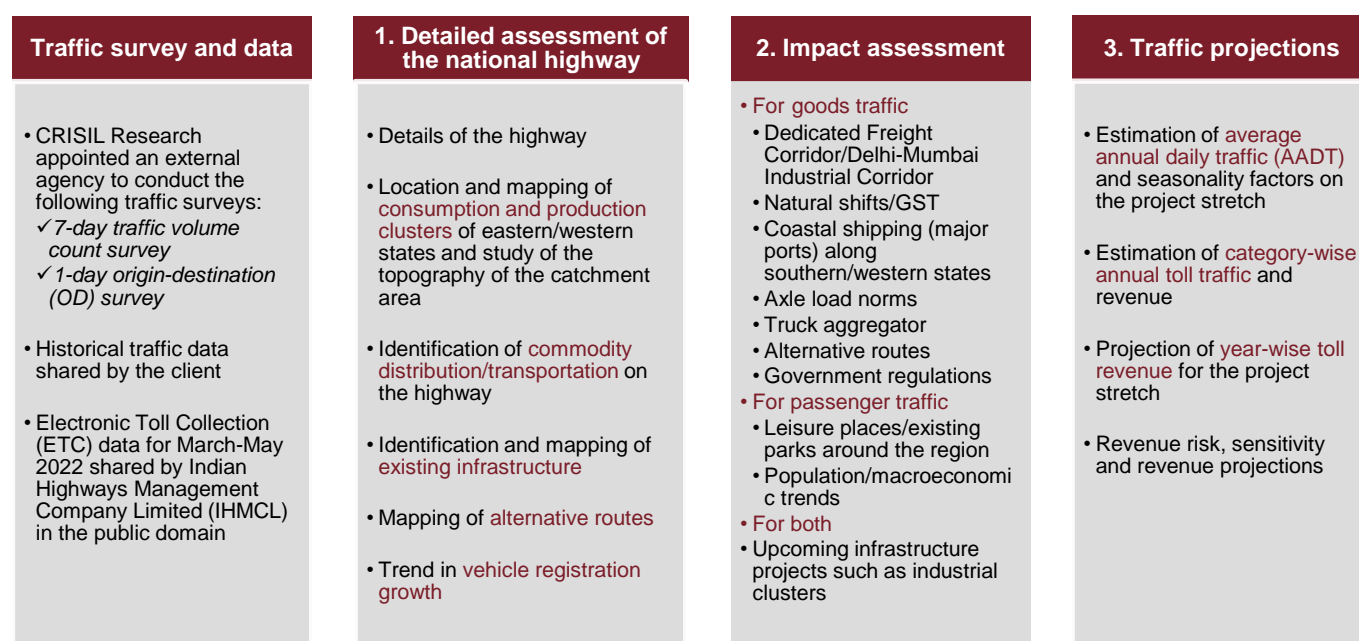 Traffic survey and data
• CRISIL Research
appointed an external
agency to conduct the
following traffic surveys:
✓7-day traffic volume
count survey
✓1-day origin-destination
(OD) survey
• Historical traffic data
shared by the client
• Electronic Toll Collection
(ETC) data for March-May
2022 shared by Indian
Highways Management
Company Limited (IHMCL)
in the public domain
1. Detailed assessment of
the national highway
• Details of the highway
• Location and mapping of
consumption and production
clusters of eastern/western
states and study of the
topography of the catchment
area
• Identification of commodity
distribution/transportation on
the highway
• Identification and mapping of
existing infrastructure
• Mapping of alternative routes
• Trend in vehicle registration
growth
2. Impact assessment
• For goods traffic
• Dedicated Freight
Corridor/Delhi-Mumbai
Industrial Corridor
• Natural shifts/GST
• Coastal shipping (major
ports) along
southern/western states
• Axle load norms
• Truck aggregator
• Alternative routes
• Government regulations
• For passenger traffic
• Leisure places/existing
parks around the region
• Population/macroeconomi
c trends
• For both
• Upcoming infrastructure
projects such as industrial
clusters
3. Traffic projections
• Estimation of average
annual daily traffic (AADT)
and seasonality factors on
the project stretch
• Estimation of category-wise
annual toll traffic and
revenue
• Projection of year-wise toll
revenue for the project
stretch
• Revenue risk, sensitivity
and revenue projections